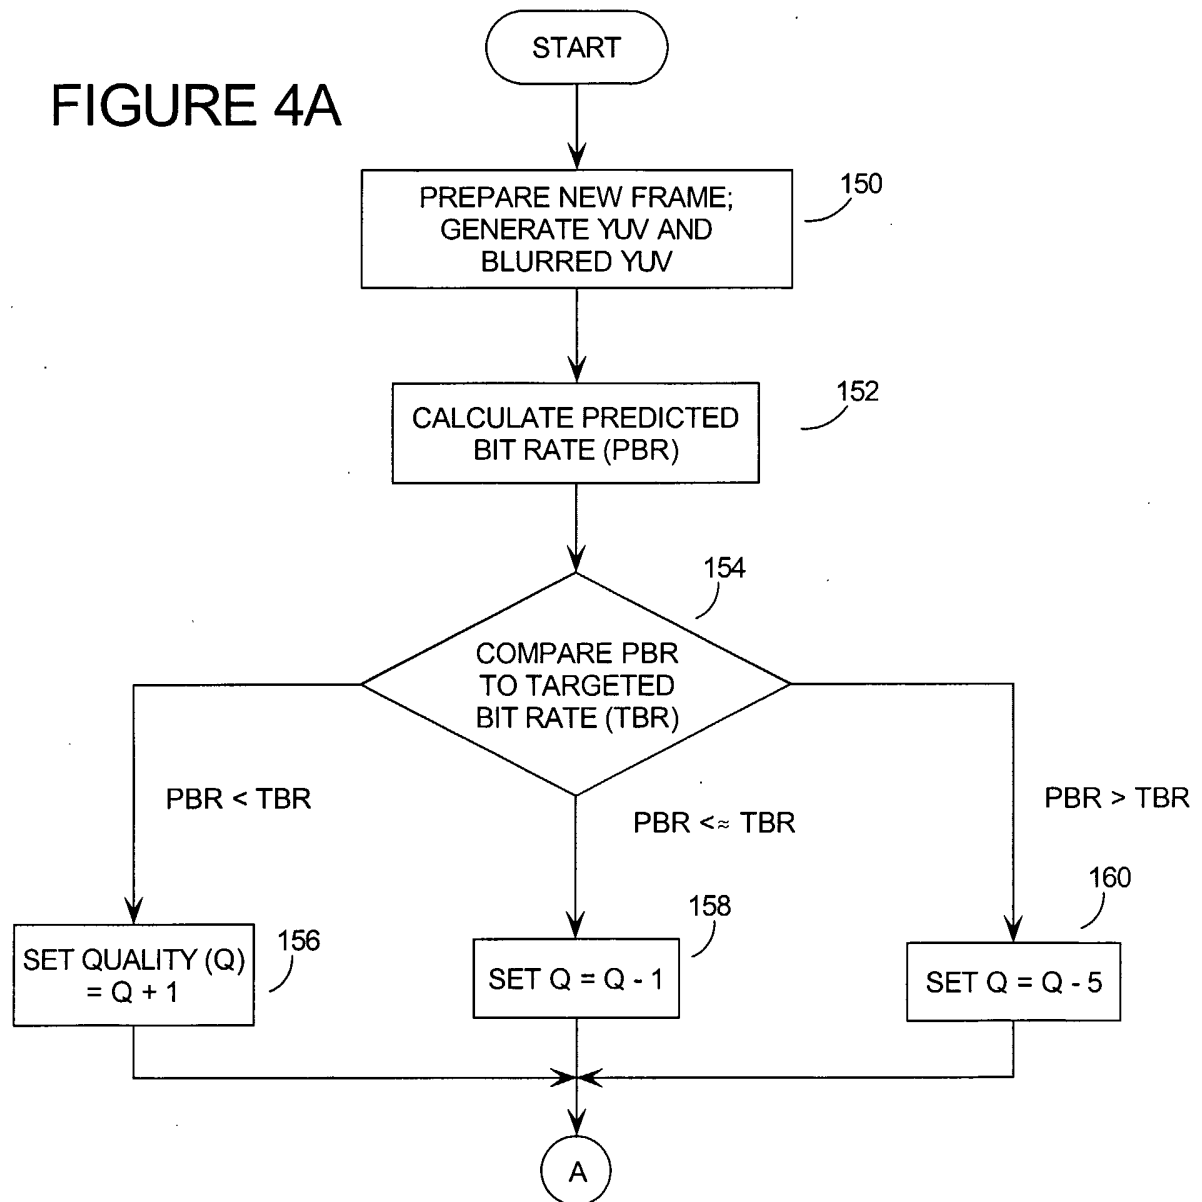 START
FIGURE 4A
PREPARE NEW FRAME;
GENERATE YUV AND
BLURRED YUV
150
CALCULATE PREDICTED
BIT RATE (PBR)
152
154
COMPARE PBR
TO TARGETED
BIT RATE (TBR)
PBR < TBR
PBR <≈ TBR
PBR > TBR
SET QUALITY (Q)
= Q + 1
156
SET Q = Q - 1
158
SET Q = Q - 5
160
A